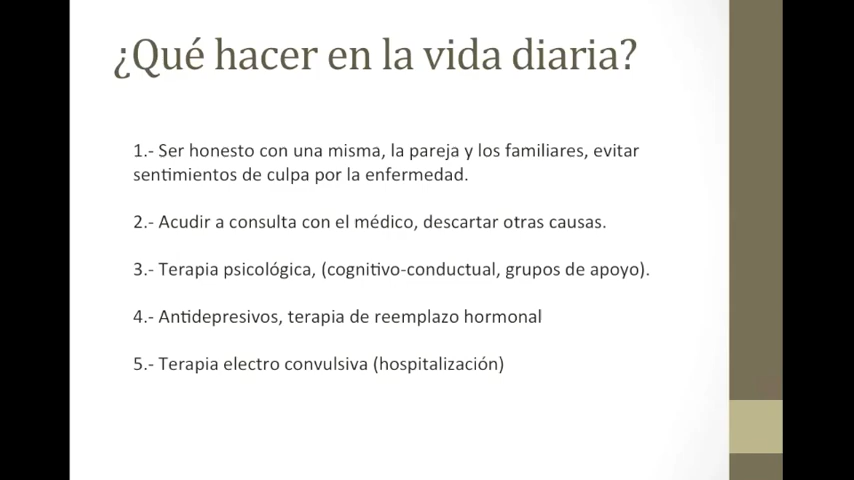 ¿Qué hacer en la vida diaria?
1.- Ser honesto con una misma, la pareja y los familiares, evitar
sentimientos de culpa por la enfermedad.
2.- Acudir a consulta con el médico, descartar otras causas.
3.- Terapia psicológica, (cognitivo-conductual, grupos de apoyo).
4.- Antidepresivos, terapia de reemplazo hormonal
5.- Terapia electro convulsiva (hospitalización)